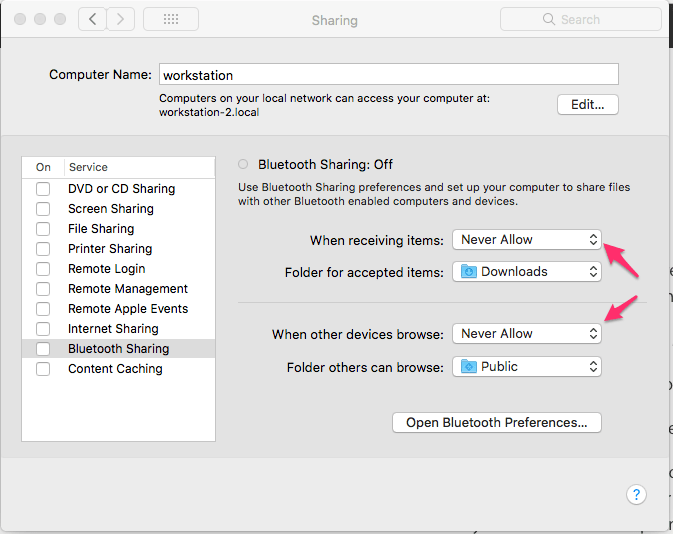 Sharing
Search
Computer Name: workstation
Computers on your local network can access your computer at:
workstation-2.local
Edit...
On Service
DVD or CD Sharing
Screen Sharing
File Sharing
Printer Sharing
Remote Login
Remote Management
Remote Apple Events
Internet Sharing
Bluetooth Sharing
Content Caching
Bluetooth Sharing: Off
Use Bluetooth Sharing preferences and set up your computer to share files
with other Bluetooth enabled computers and devices.
When receiving items: Never Allow
Folder for accepted items: Downloads
When other devices browse: Never Allow
Folder others can browse: Public
Open Bluetooth Preferences...
?